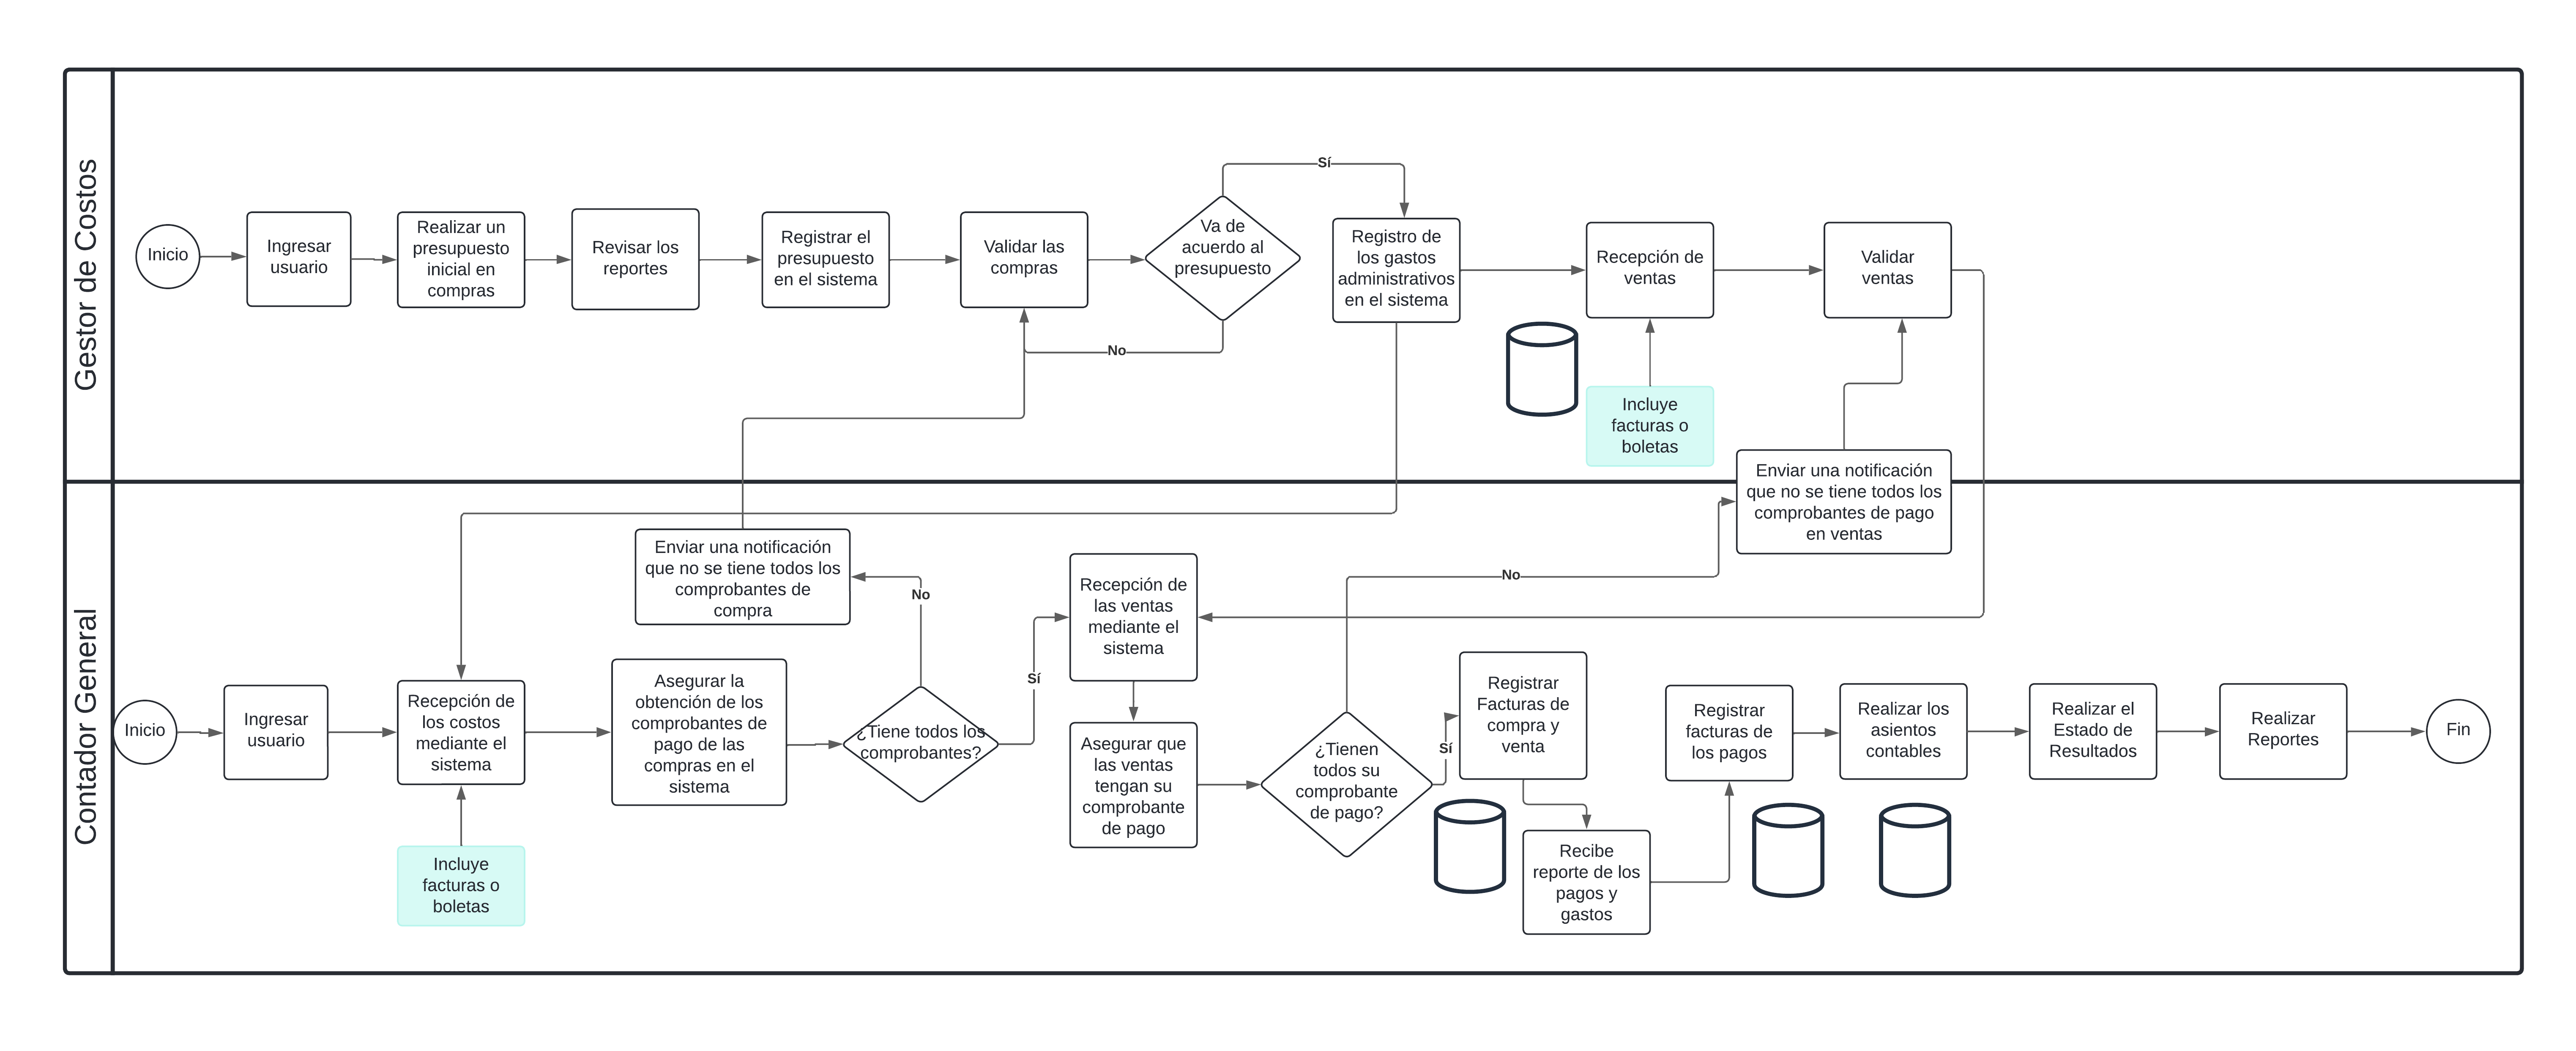 Gestor de Costos
Inicio
Ingresar
usuario
Realizar un
presupuesto
inicial en
compras
Revisar los
reportes
Registrar el
presupuesto
en el sistema
Validar las
compras
Va de
acuerdo al
presupuesto
Sí
No
Registro de
los gastos
administrativos
en el sistema
Recepción de
ventas
Validar
ventas
Incluye
facturas o
boletas
Enviar una notificación
que no se tiene todos los
comprobantes de pago
en ventas
Contador General
Inicio
Ingresar
usuario
Recepción de
los costos
mediante el
sistema
Incluye
facturas o
boletas
Asegurar la
obtención de los
comprobantes de
pago de las
compras en el
sistema
Enviar una notificación
que no se tiene todos los
comprobantes de
compra
No
¿Tiene todos los
comprobantes?
Sí
Recepción de
las ventas
mediante el
sistema
Asegurar que
las ventas
tengan su
comprobante
de pago
No
¿Tienen
todos su
comprobante
de pago?
Sí
Registrar
Facturas de
compra y
venta
Recibe
reporte de los
pagos y
gastos
Registrar
facturas de
los pagos
Realizar los
asientos
contables
Realizar el
Estado de
Resultados
Realizar
Reportes
Fin